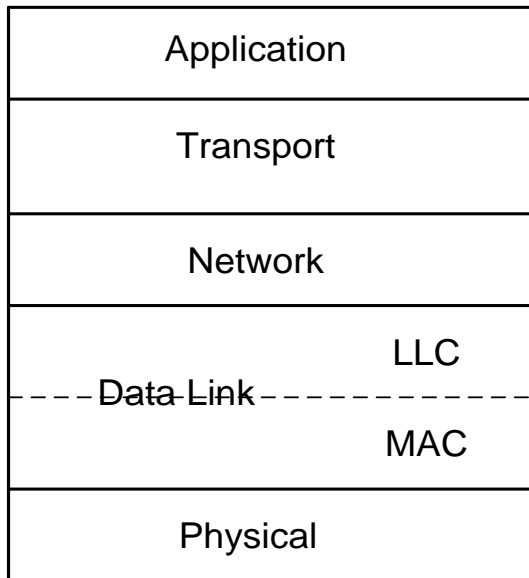 Application
Transport
Network
LLC
Data Link
MAC
Physical